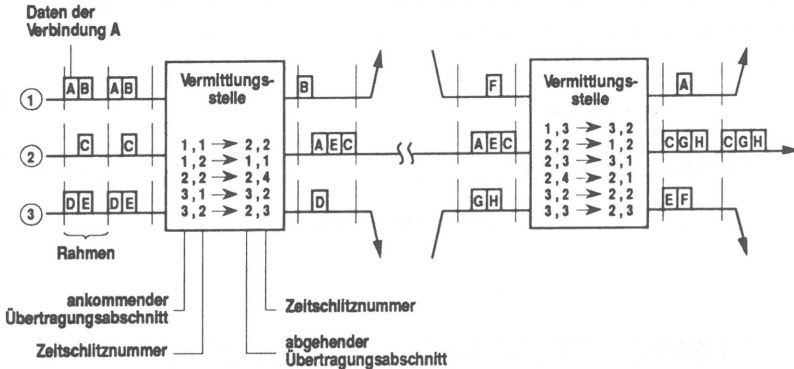 Daten der
Verbindung A
1
A B A B
Vermittlungs-
stelle
B
F
Vermittlungs-
stelle
A
2
C C
A E C
A E C
C G H C G H
3
D E D E
D
G H
E F
1,1 → 2,2
1,2 → 1,1
2,2 → 2,4
3,1 → 3,2
3,2 → 2,3
1,3 → 3,2
2,2 → 1,2
2,3 → 3,1
2,4 → 2,1
3,2 → 2,2
3,3 → 2,3
Rahmen
ankommender
Übertragungsabschnitt
Zeitschlitznummer
Zeitschlitznummer
abgehender
Übertragungsabschnitt